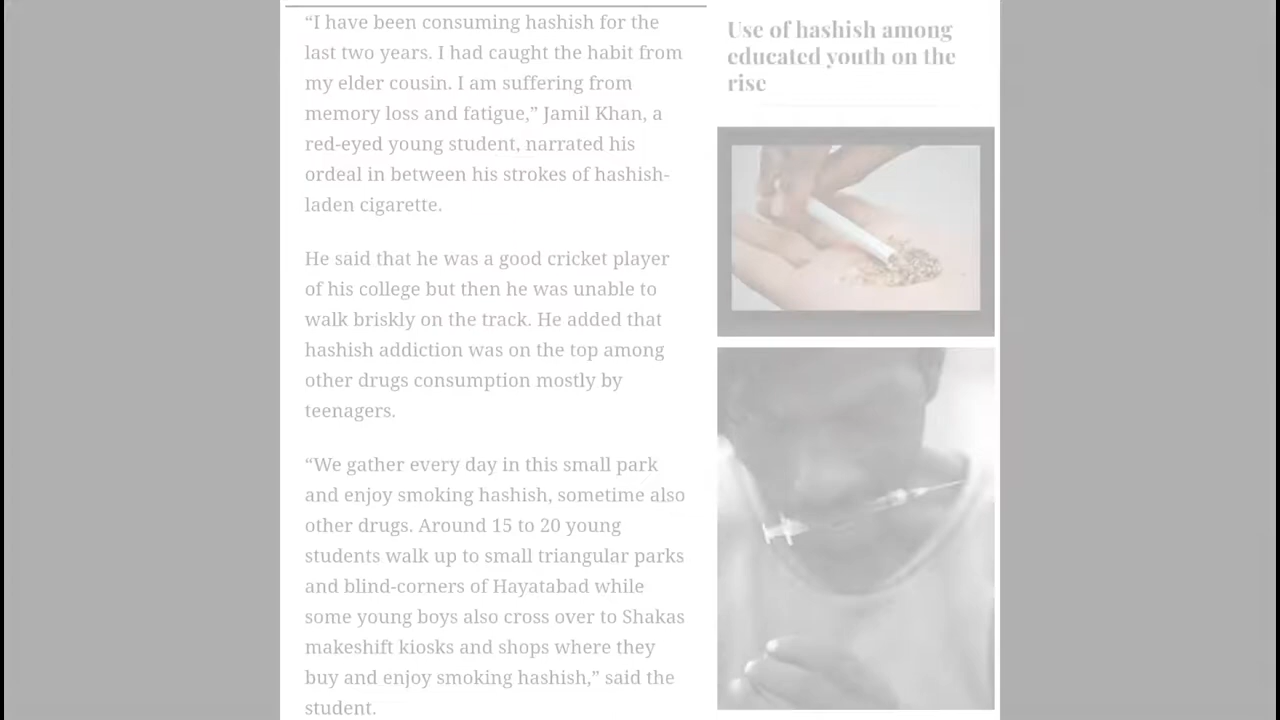 “I have been consuming hashish for the
last two years. I had caught the habit from
my elder cousin. I am suffering from
memory loss and fatigue,” Jamil Khan, a
red-eyed young student, narrated his
ordeal in between his strokes of hashish-
laden cigarette.
He said that he was a good cricket player
of his college but then he was unable to
walk briskly on the track. He added that
hashish addiction was on the top among
other drugs consumption mostly by
teenagers.
“We gather every day in this small park
and enjoy smoking hashish, sometime also
other drugs. Around 15 to 20 young
students walk up to small triangular parks
and blind-corners of Hayatabad while
some young boys also cross over to Shakas
makeshift kiosks and shops where they
buy and enjoy smoking hashish,” said the
student.
Use of hashish among
educated youth on the
rise